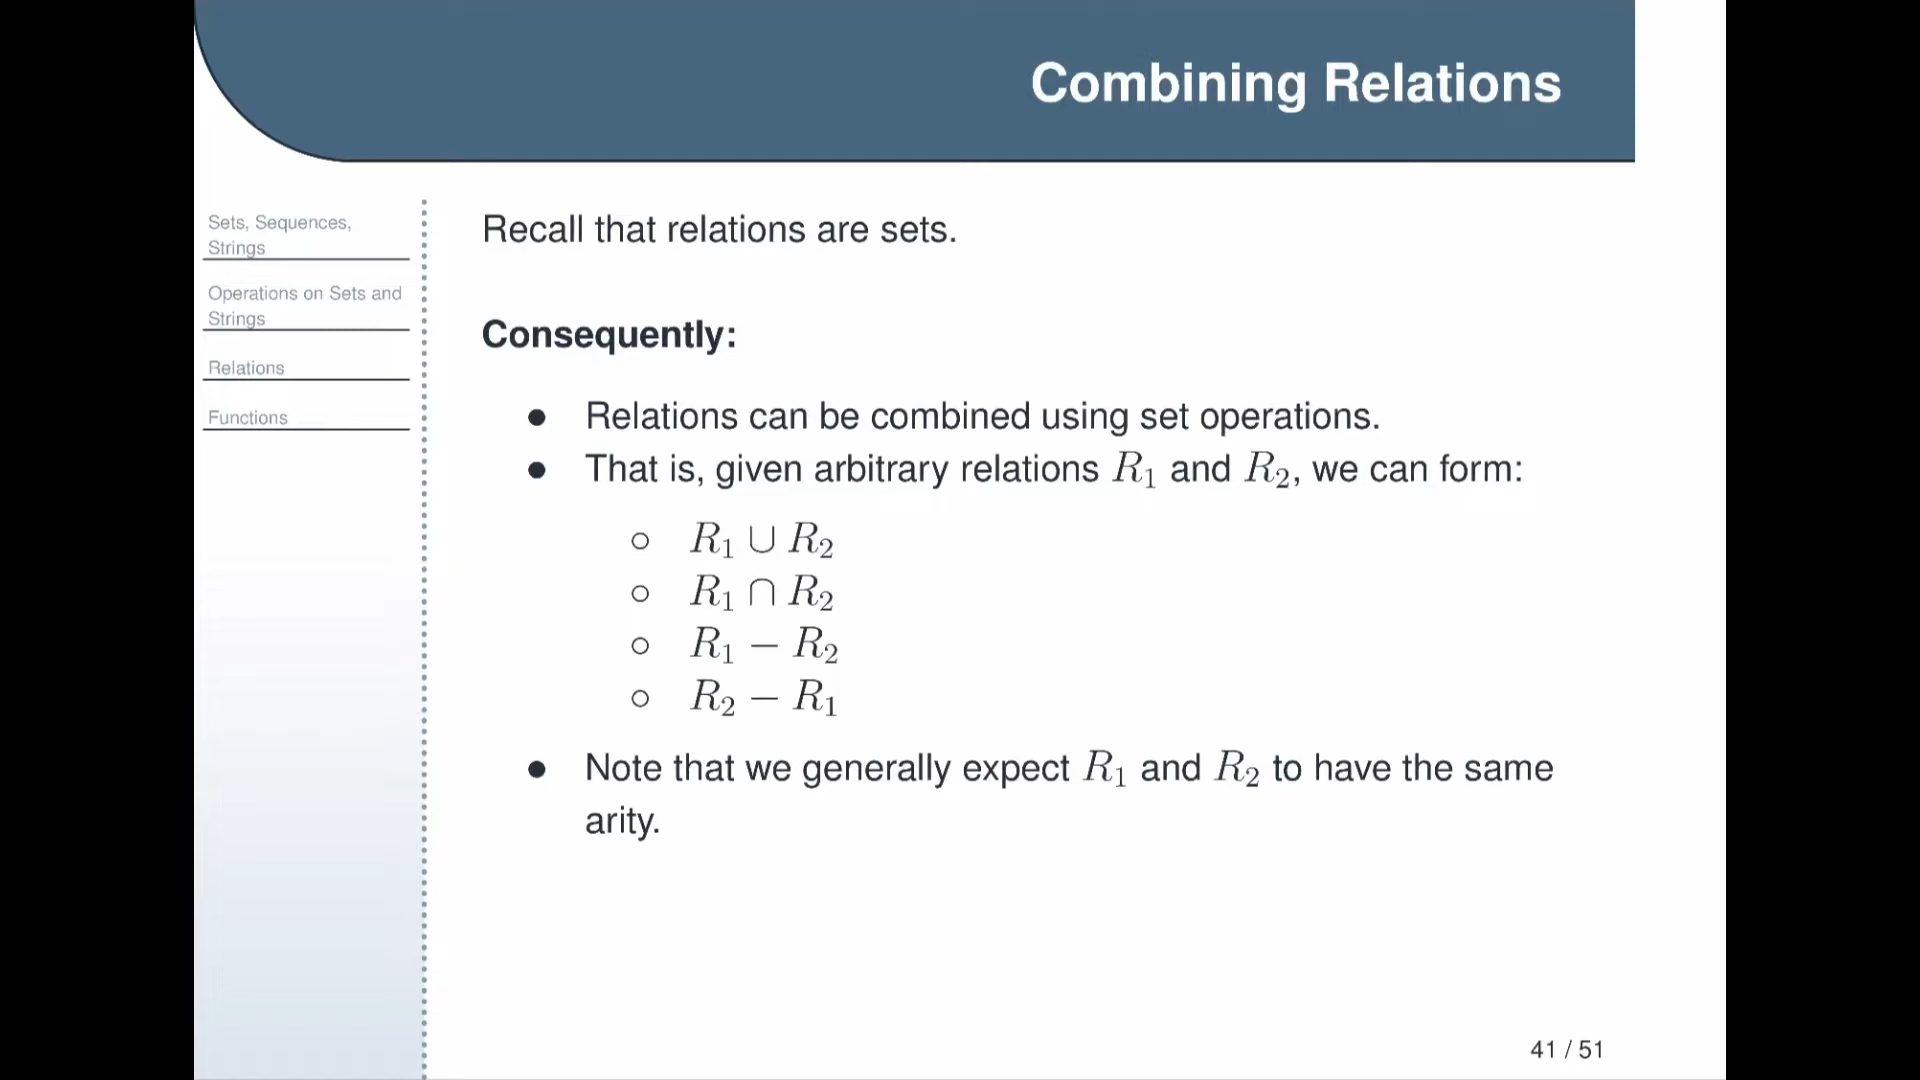 Combining Relations
Sets, Sequences,
Strings
Operations on Sets and
Strings
Relations
Functions
Recall that relations are sets.
Consequently:
● Relations can be combined using set operations.
● That is, given arbitrary relations R₁ and R₂, we can form:
○ R₁ ∪ R₂
○ R₁ ∩ R₂
○ R₁ − R₂
○ R₂ − R₁
● Note that we generally expect R₁ and R₂ to have the same
arity.
41 / 51